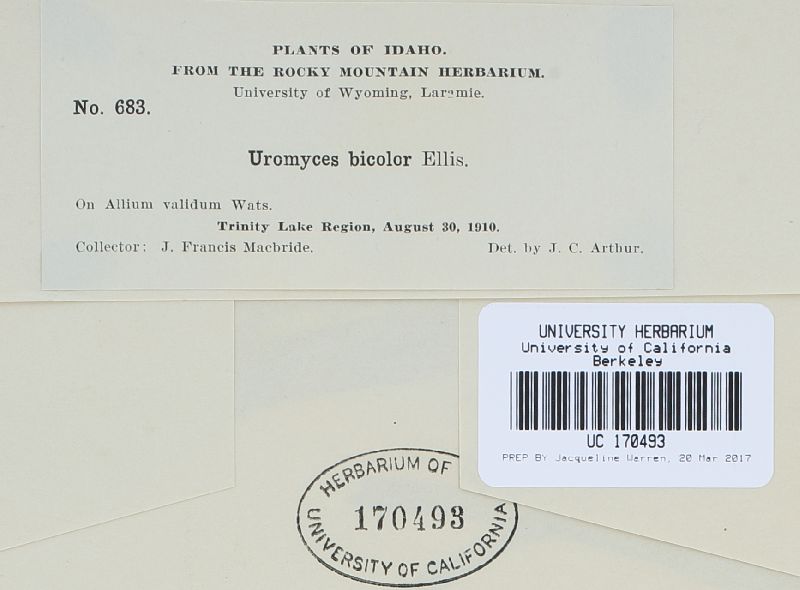 PLANTS OF IDAHO.
FROM THE ROCKY MOUNTAIN HERBARIUM.
University of Wyoming, Laramie.
No. 683.
Uromyces bicolor Ellis.
On Allium validum Wats.
Trinity Lake Region, August 30, 1910.
Collector: J. Francis Macbride. Det. by J. C. Arthur.
UNIVERSITY HERBARIUM
University of California
Berkeley
UC 170493
PREP BY Jacqueline Warren, 20 Mar 2017
HERBARIUM OF
170493
UNIVERSITY OF CALIFORNIA